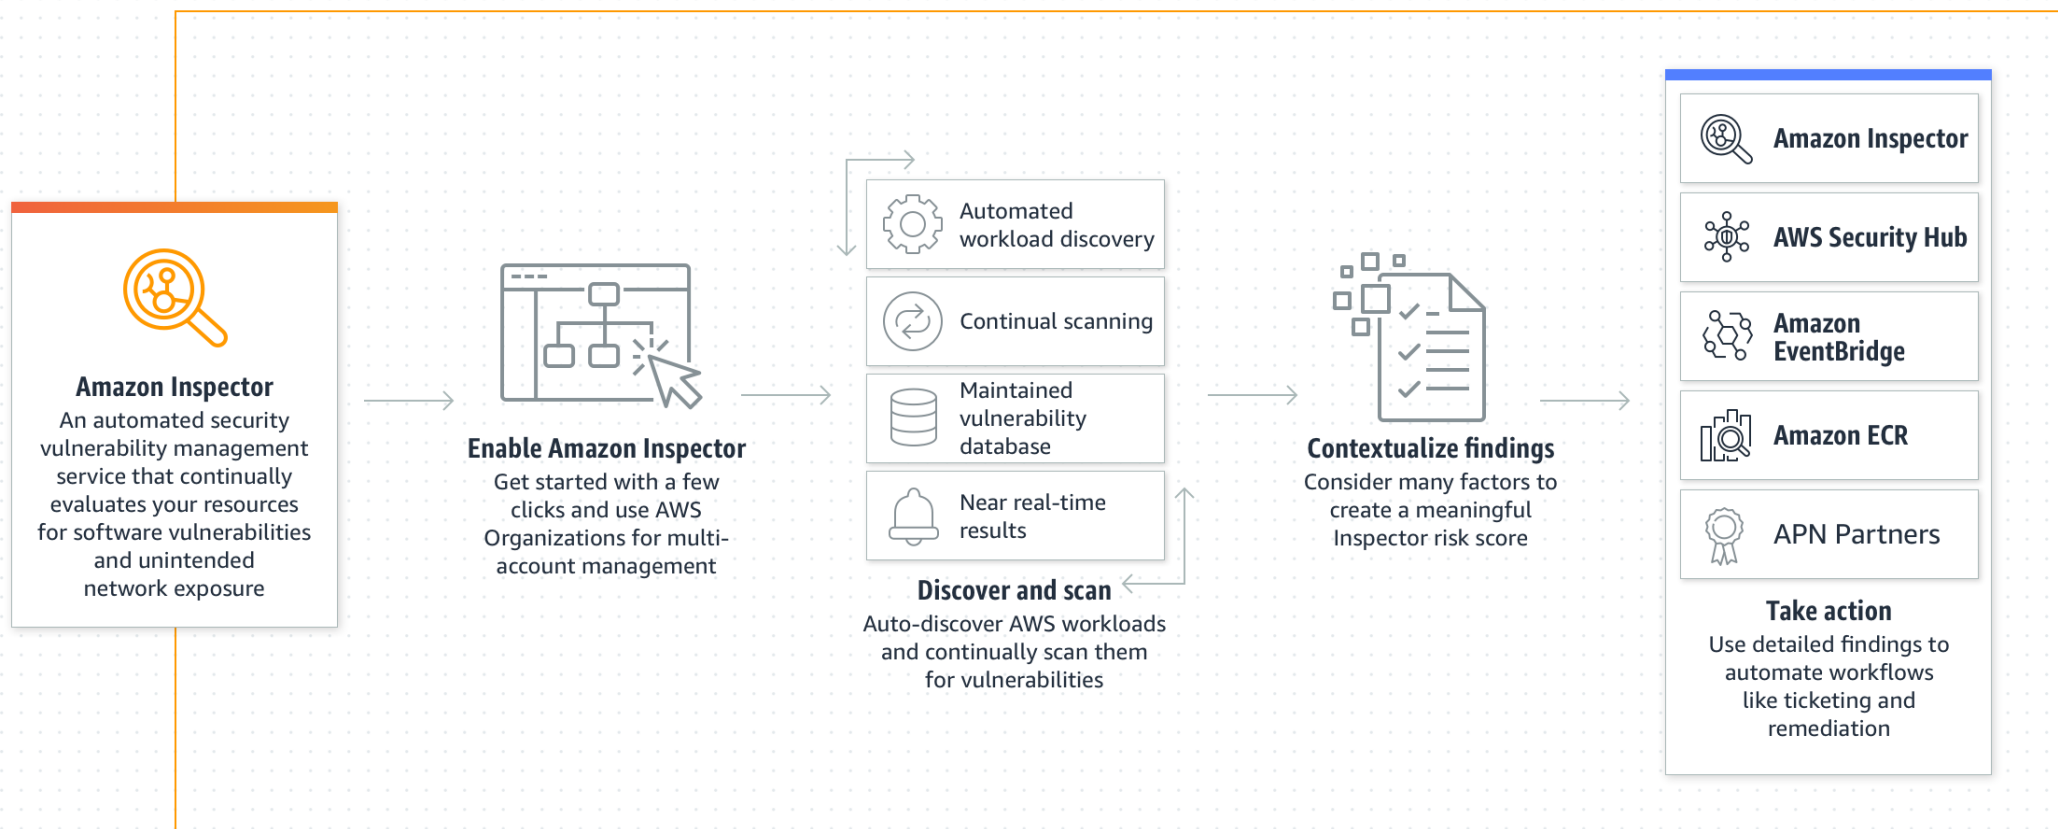 Amazon Inspector
An automated security
vulnerability management
service that continually
evaluates your resources
for software vulnerabilities
and unintended
network exposure
Enable Amazon Inspector
Get started with a few
clicks and use AWS
Organizations for multi-
account management
Automated
workload discovery
Continual scanning
Maintained
vulnerability
database
Near real-time
results
Discover and scan
Auto-discover AWS workloads
and continually scan them
for vulnerabilities
Contextualize findings
Consider many factors to
create a meaningful
Inspector risk score
Amazon Inspector
AWS Security Hub
Amazon
EventBridge
Amazon ECR
APN Partners
Take action
Use detailed findings to
automate workflows
like ticketing and
remediation